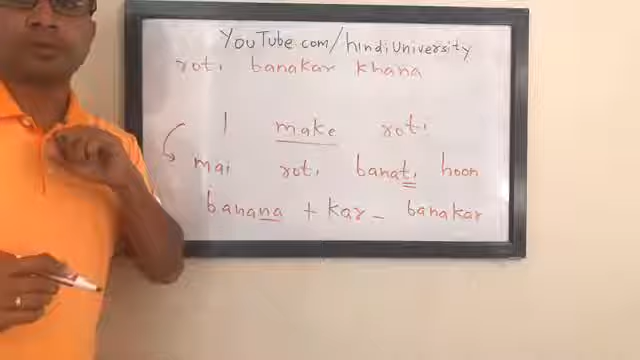 YouTube.com/hindiUniversity
roti banakar khana
I make roti
mai roti banati hoon
banana + kar - banakar